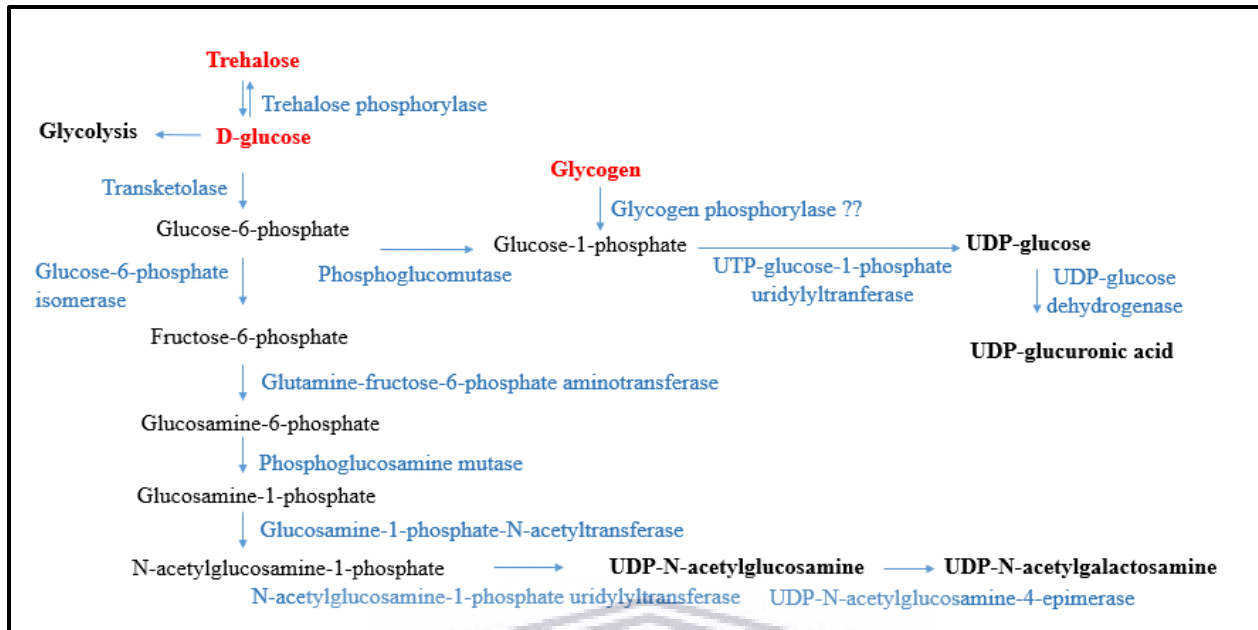 Trehalose
Trehalose phosphorylase
Glycolysis
D-glucose
Transketolase
Glycogen
Glycogen phosphorylase ??
Glucose-6-phosphate
Glucose-1-phosphate
UDP-glucose
Glucose-6-phosphate
isomerase
Phosphoglucomutase
UTP-glucose-1-phosphate
uridylyltranferase
UDP-glucose
dehydrogenase
Fructose-6-phosphate
UDP-glucuronic acid
Glutamine-fructose-6-phosphate aminotransferase
Glucosamine-6-phosphate
Phosphoglucosamine mutase
Glucosamine-1-phosphate
Glucosamine-1-phosphate-N-acetyltransferase
N-acetylglucosamine-1-phosphate
UDP-N-acetylglucosamine
UDP-N-acetylgalactosamine
N-acetylglucosamine-1-phosphate uridylyltransferase
UDP-N-acetylglucosamine-4-epimerase